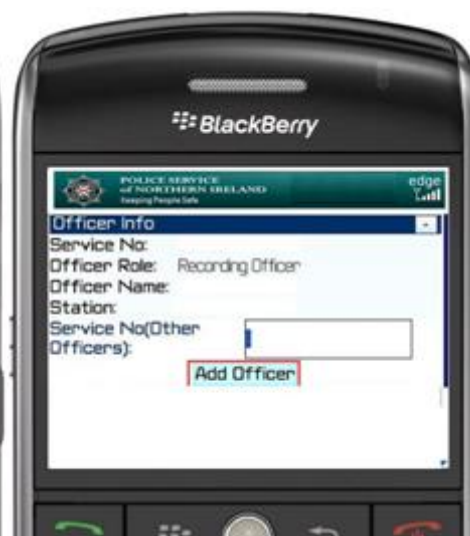 BlackBerry
POLICE SERVICE
of NORTHERN IRELAND
Keeping People Safe
edge
Officer Info
Service No:
Officer Role: Recording Officer
Officer Name:
Station:
Service No(Other
Officers):
Add Officer